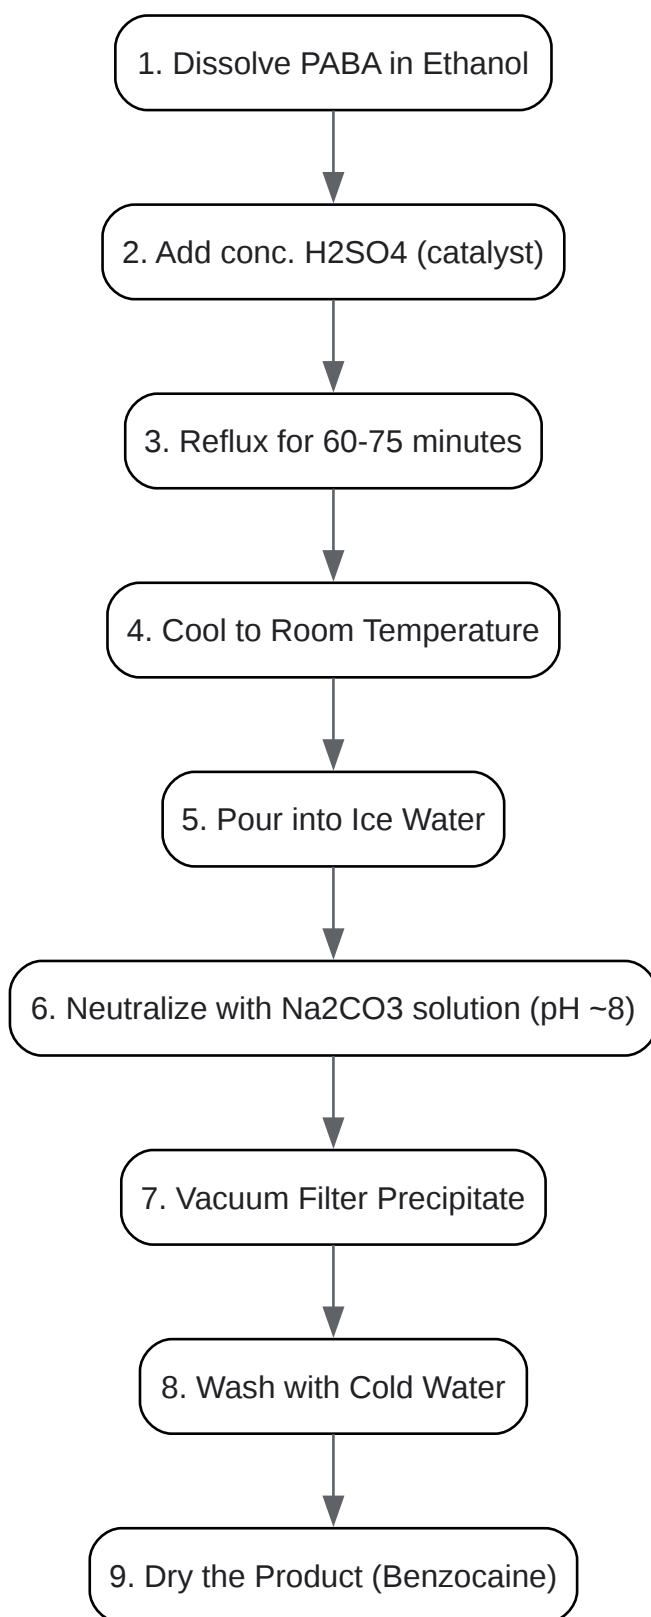 1. Dissolve PABA in Ethanol
2. Add conc. H2SO4 (catalyst)
3. Reflux for 60-75 minutes
4. Cool to Room Temperature
5. Pour into Ice Water
6. Neutralize with Na2CO3 solution (pH ~8)
7. Vacuum Filter Precipitate
8. Wash with Cold Water
9. Dry the Product (Benzocaine)